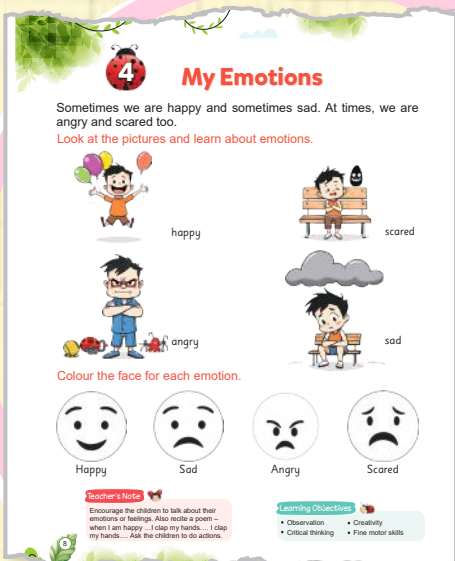 4
My Emotions
Sometimes we are happy and sometimes sad. At times, we are
angry and scared too.
Look at the pictures and learn about emotions.
happy
scared
angry
sad
Colour the face for each emotion.
Happy Sad Angry Scared
Teacher's Note
Encourage the children to talk about their
emotions or feelings. Also recite a poem –
when I am happy ...I clap my hands.... I clap
my hands.... Ask the children to do actions.
Learning Objectives
• Observation • Creativity
• Critical thinking • Fine motor skills
8